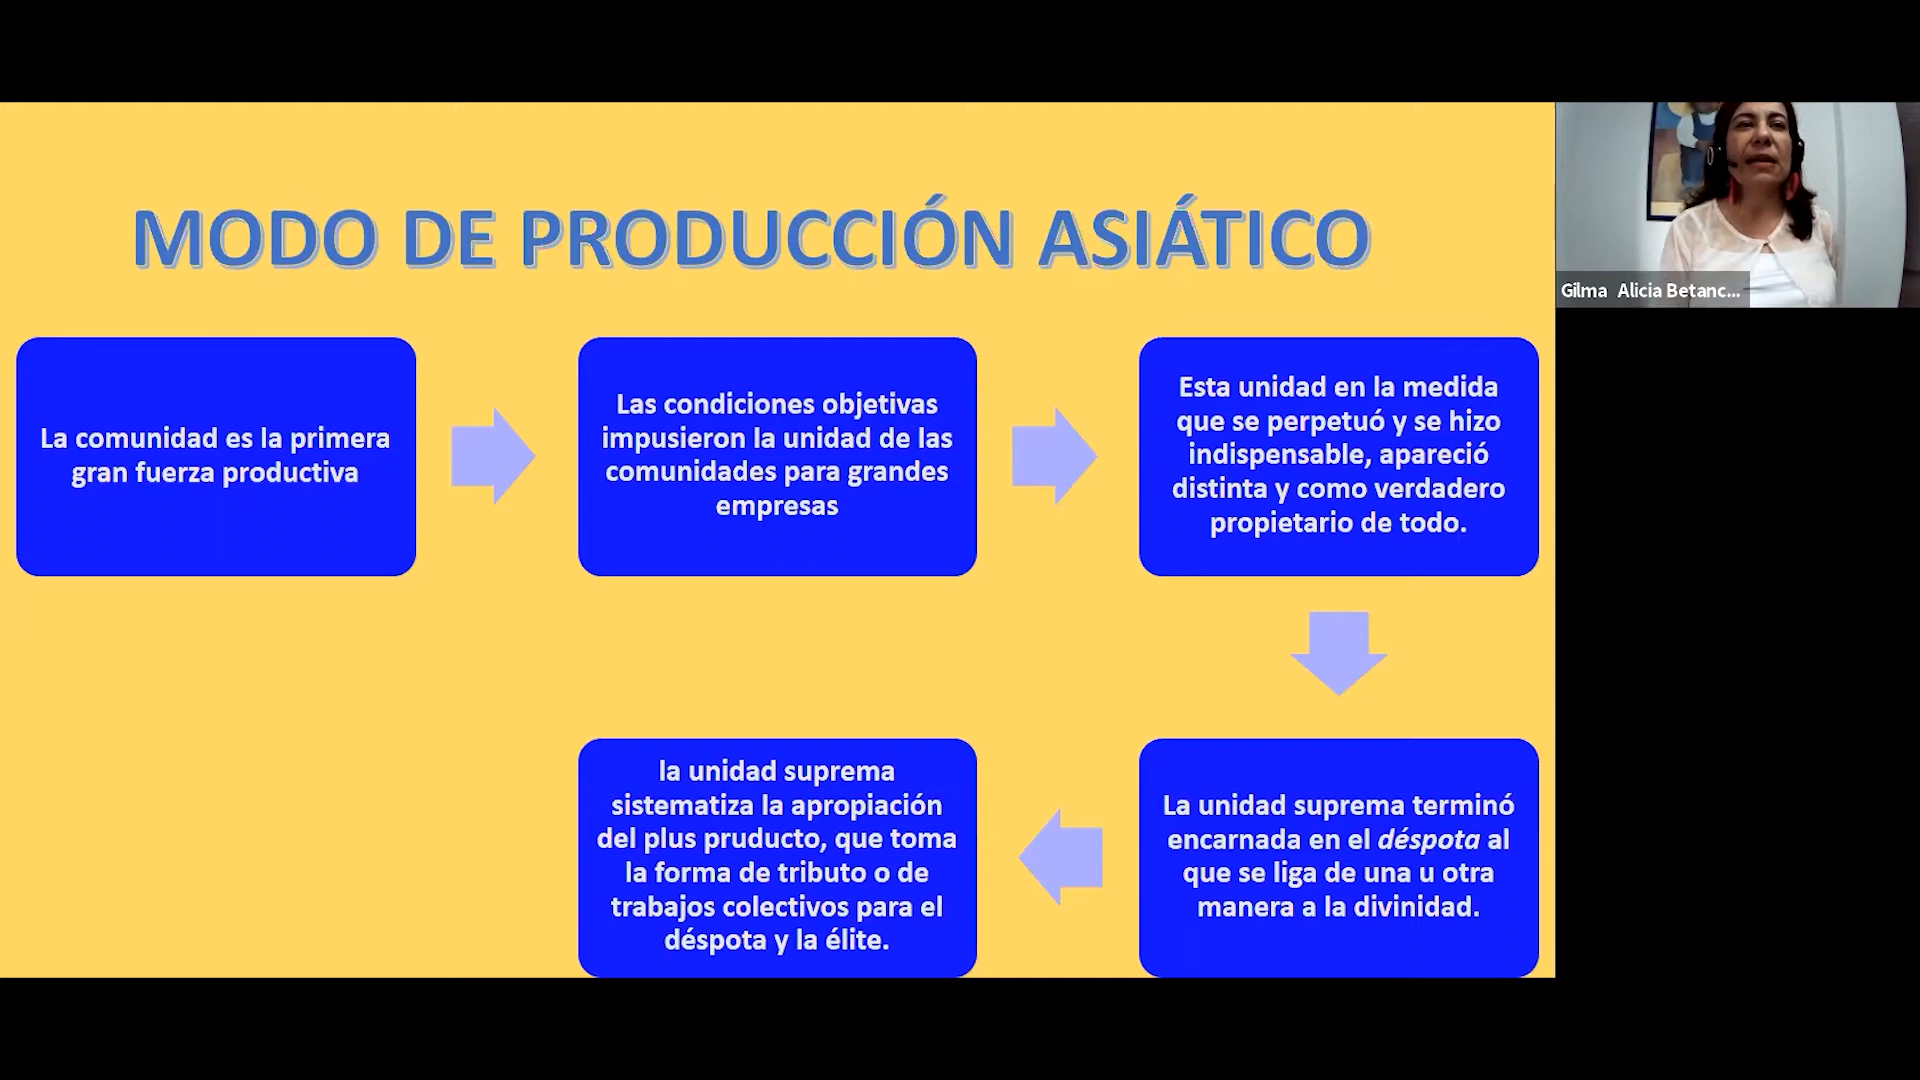 MODO DE PRODUCCIÓN ASIÁTICO
La comunidad es la primera
gran fuerza productiva
Las condiciones objetivas
impusieron la unidad de las
comunidades para grandes
empresas
Esta unidad en la medida
que se perpetuó y se hizo
indispensable, apareció
distinta y como verdadero
propietario de todo.
La unidad suprema terminó
encarnada en el déspota al
que se liga de una u otra
manera a la divinidad.
la unidad suprema
sistematiza la apropiación
del plus pruducto, que toma
la forma de tributo o de
trabajos colectivos para el
déspota y la élite.
Gilma Alicia Betanc...